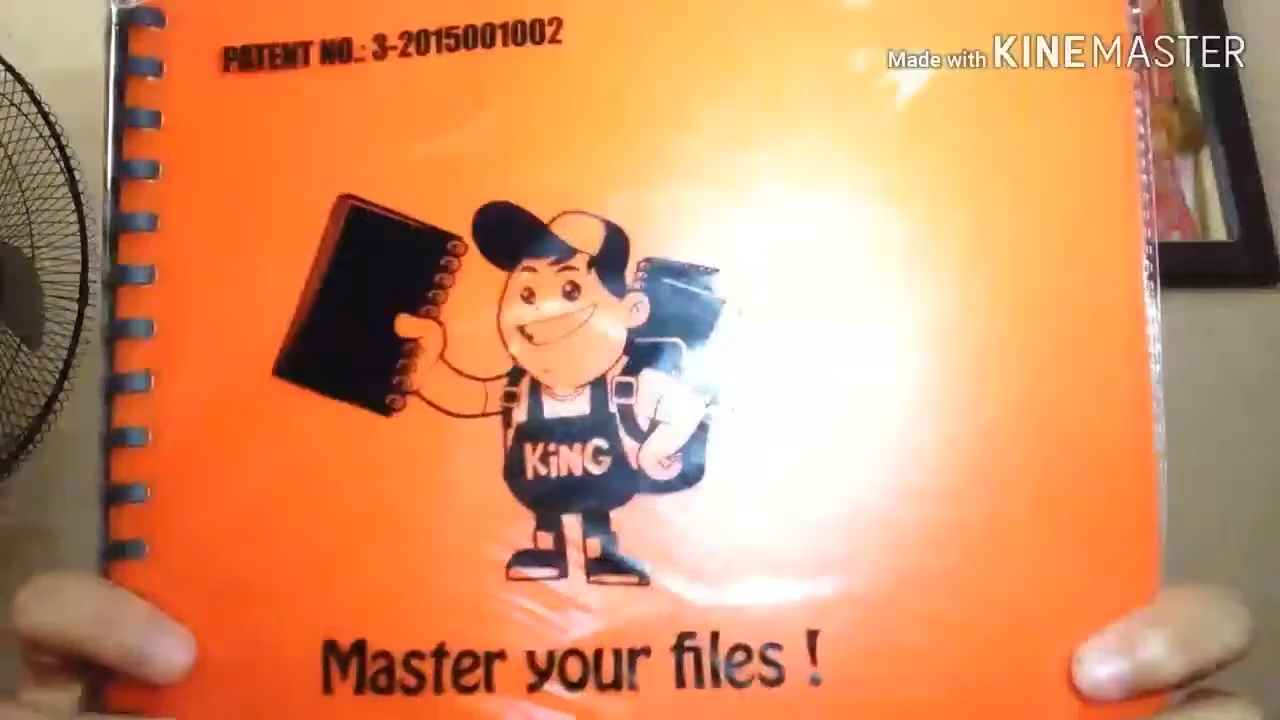 PATENT NO.: 3-2015001002
Made with KINEMASTER
KiNG
Master your files !